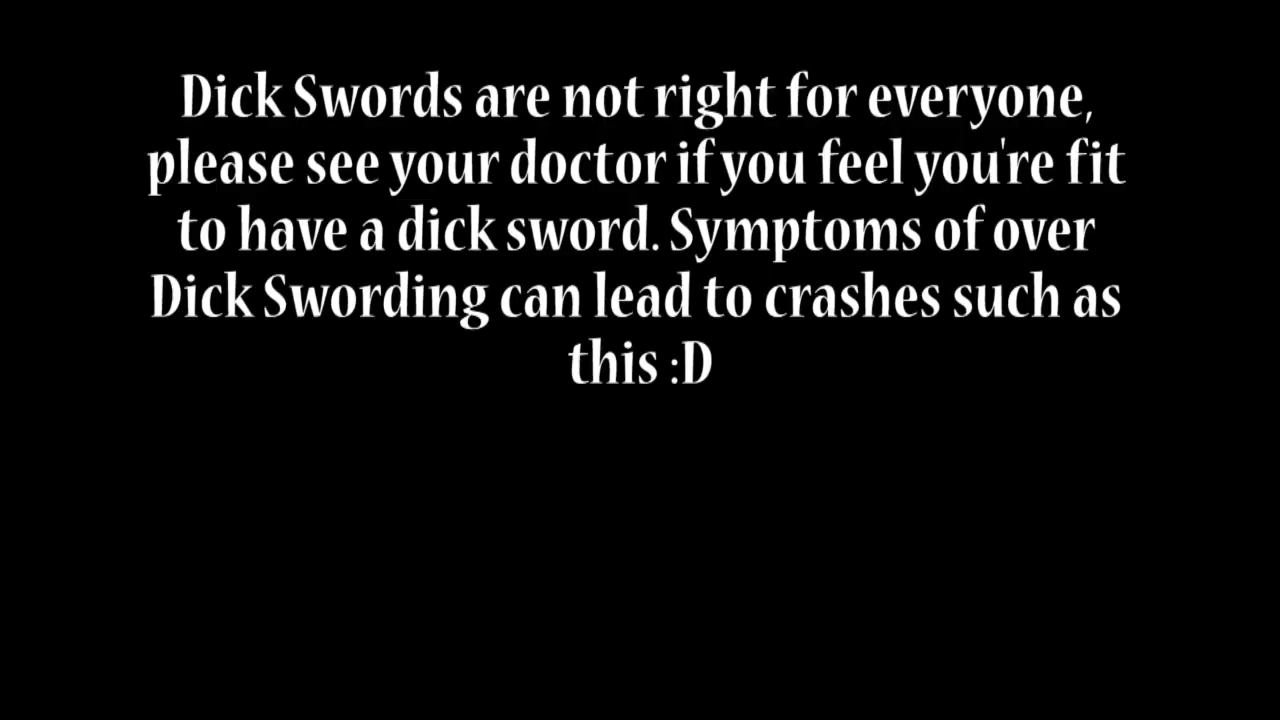 Dick Swords are not right for everyone,
please see your doctor if you feel you're fit
to have a dick sword. Symptoms of over
Dick Swording can lead to crashes such as
this :D